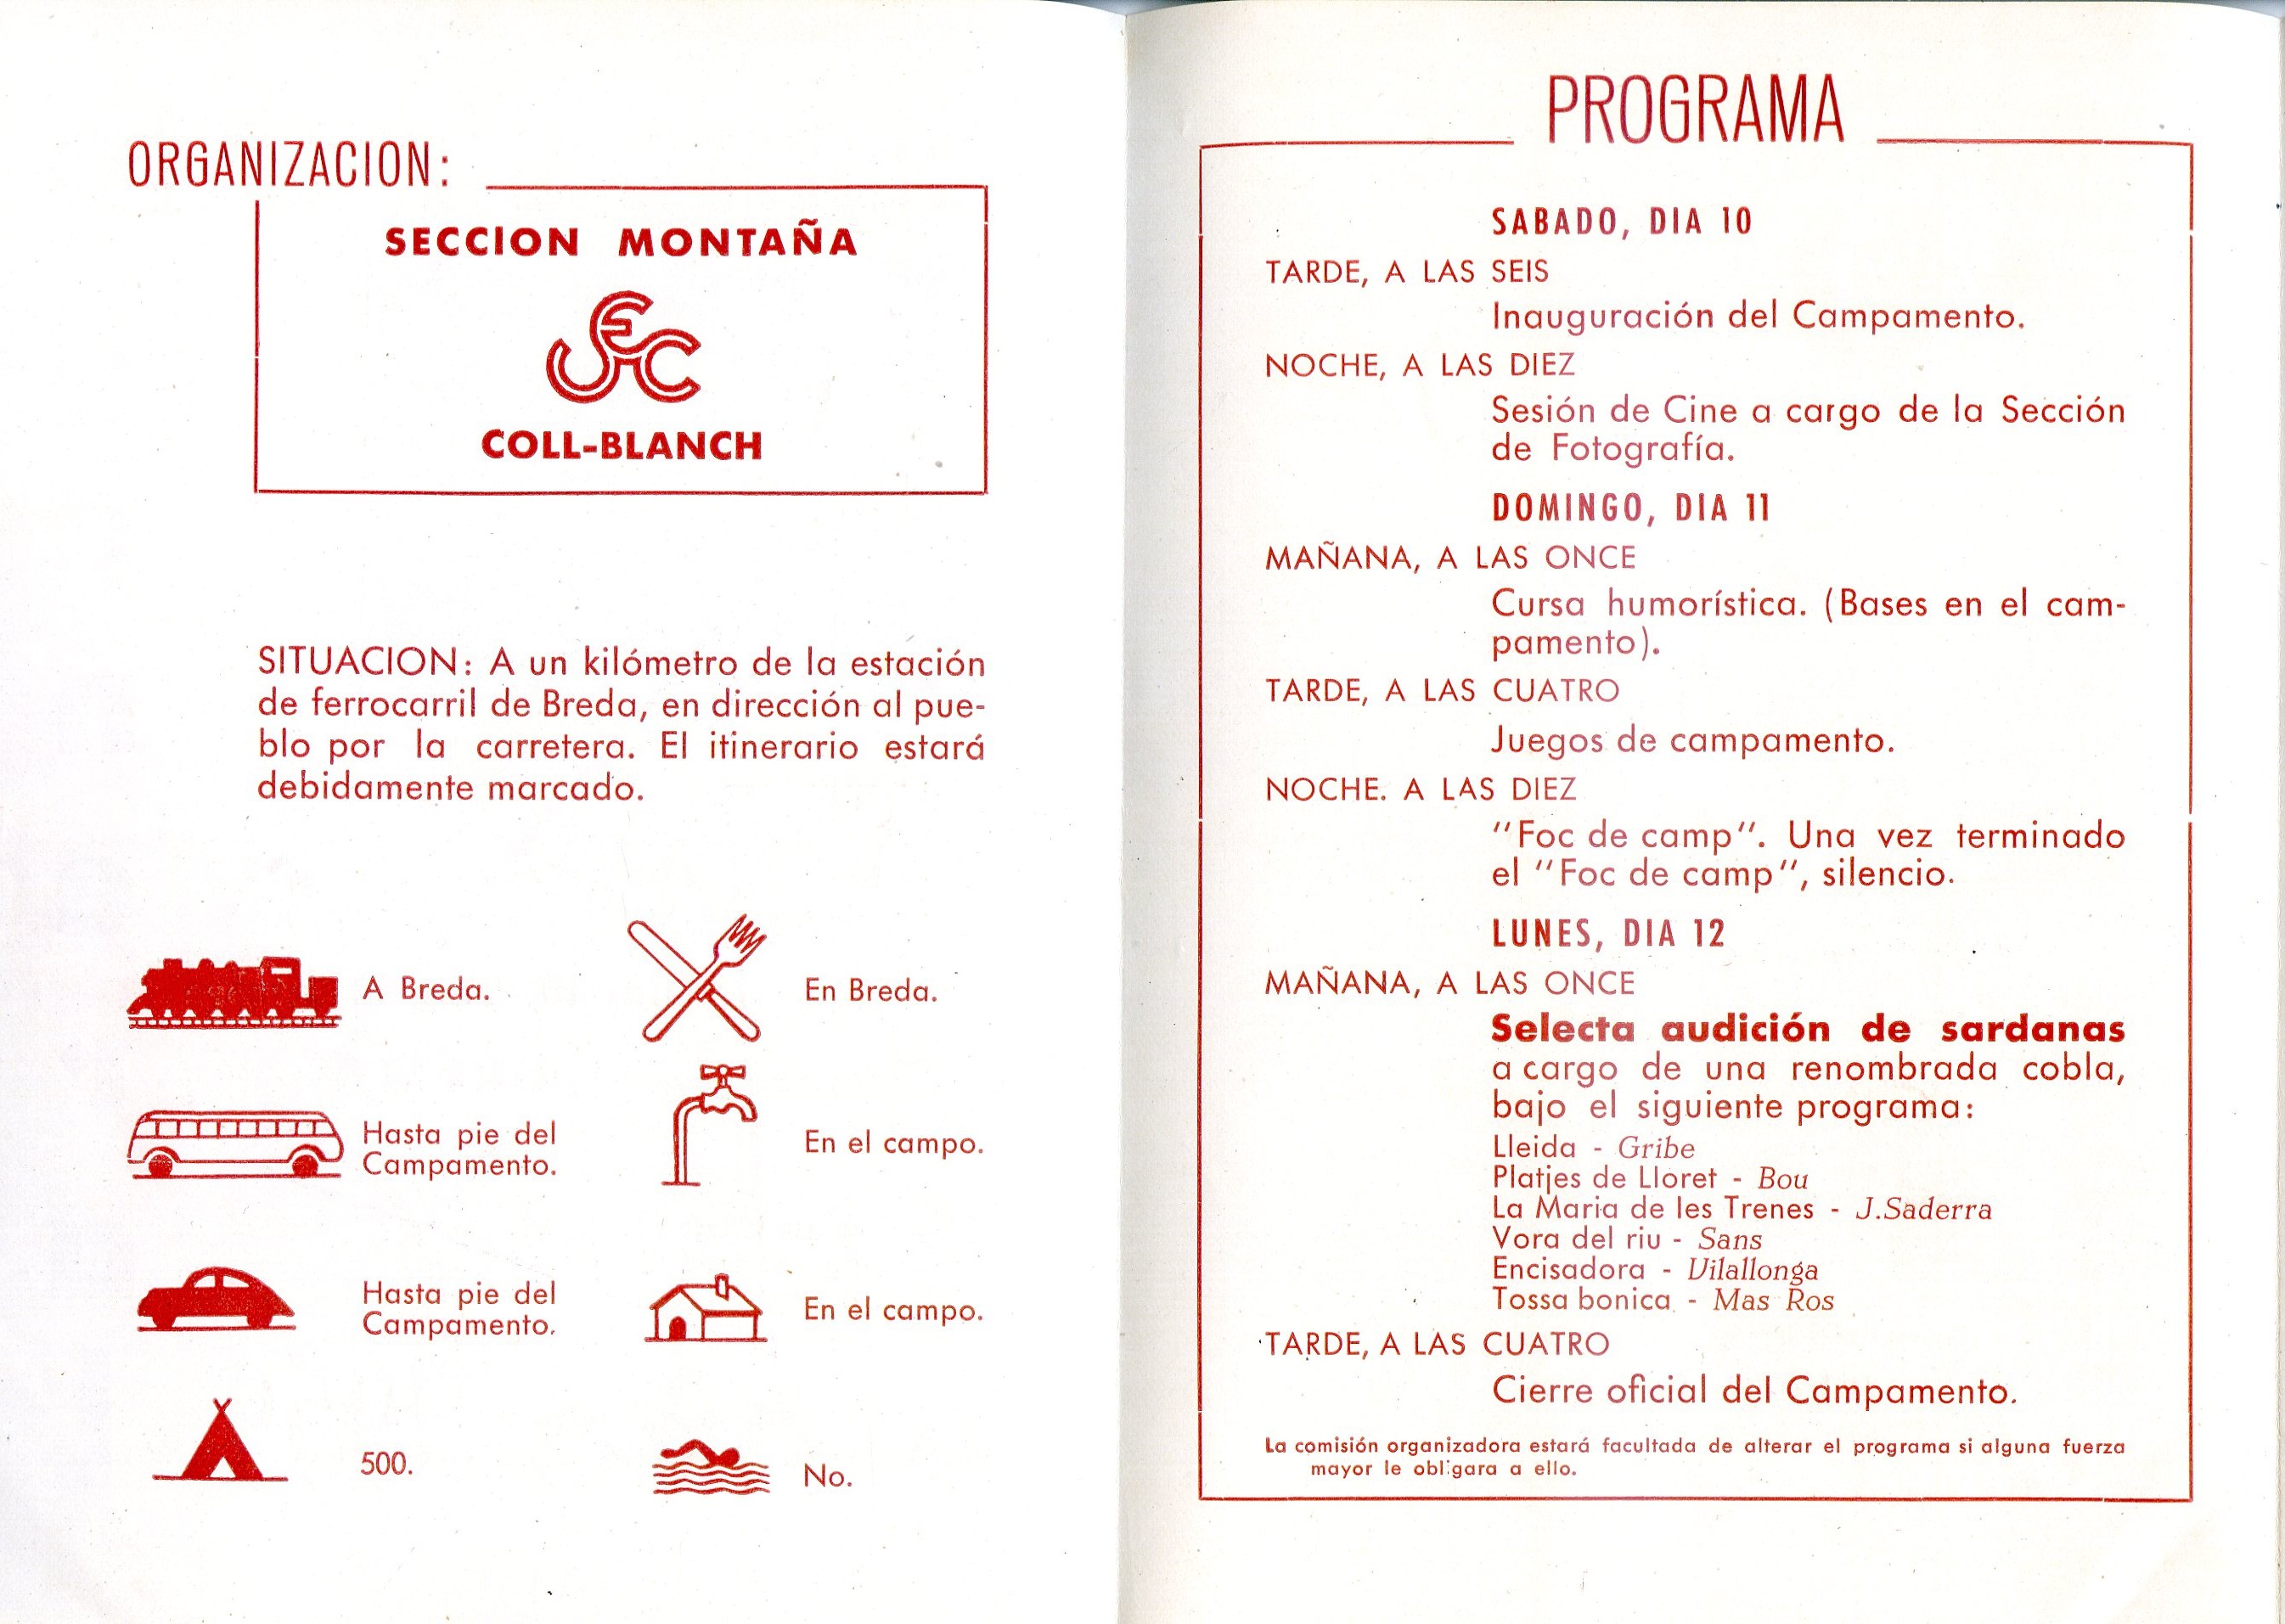 ORGANIZACION:
SECCION MONTAÑA
SEC
COLL-BLANCH
SITUACION: A un kilómetro de la estación
de ferrocarril de Breda, en dirección al pue-
blo por la carretera. El itinerario estará
debidamente marcado.
A Breda.
En Breda.
Hasta pie del
Campamento.
En el campo.
Hasta pie del
Campamento.
En el campo.
500.
No.
PROGRAMA
SABADO, DIA 10
TARDE, A LAS SEIS
Inauguración del Campamento.
NOCHE, A LAS DIEZ
Sesión de Cine a cargo de la Sección
de Fotografía.
DOMINGO, DIA 11
MAÑANA, A LAS ONCE
Cursa humorística. (Bases en el cam-
pamento).
TARDE, A LAS CUATRO
Juegos de campamento.
NOCHE. A LAS DIEZ
"Foc de camp". Una vez terminado
el "Foc de camp", silencio.
LUNES, DIA 12
MAÑANA, A LAS ONCE
Selecta audición de sardanas
a cargo de una renombrada cobla,
bajo el siguiente programa:
Lleida - Gribe
Platjes de Lloret - Bou
La Maria de les Trenes - J.Saderra
Vora del riu - Sans
Encisadora - Vilallonga
Tossa bonica - Mas Ros
TARDE, A LAS CUATRO
Cierre oficial del Campamento.
La comisión organizadora estará facultada de alterar el programa si alguna fuerza
mayor le obligara a ello.